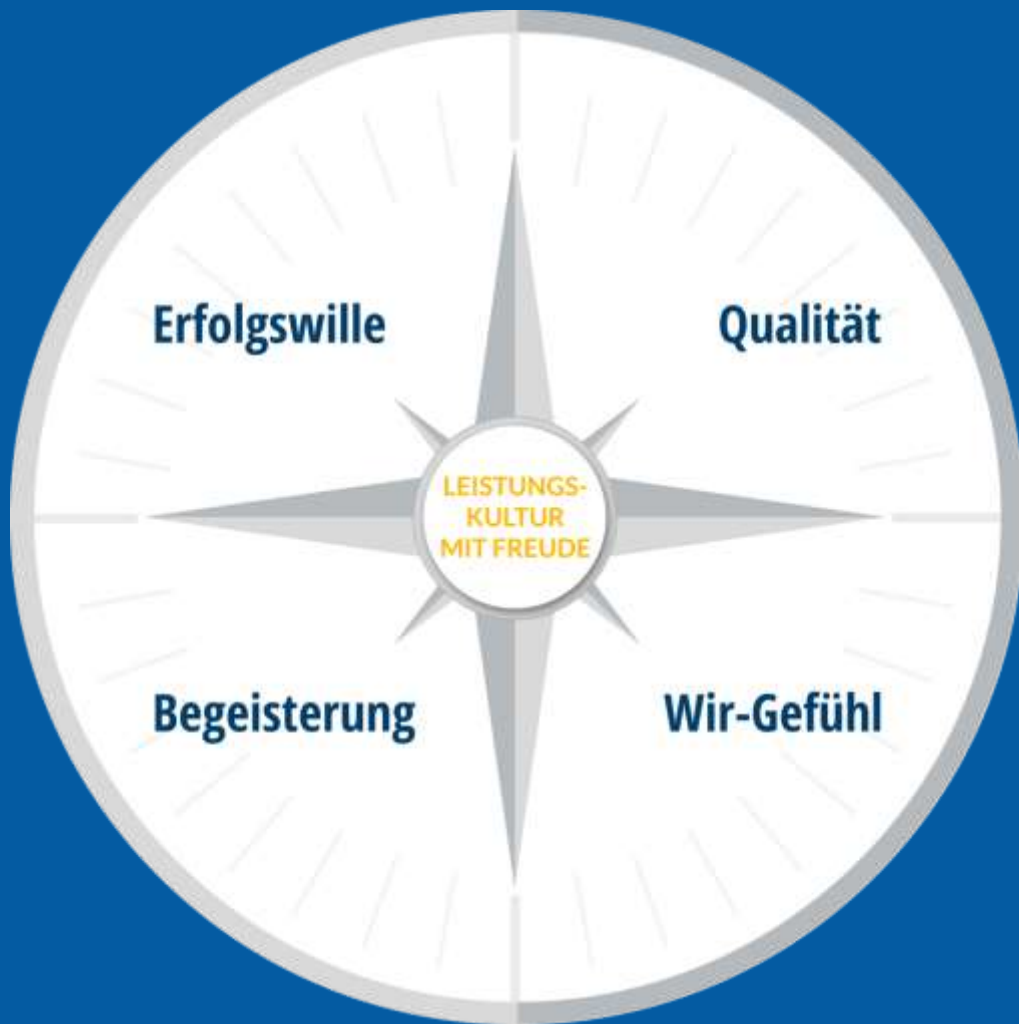 Erfolgswille
Qualität
LEISTUNGS-
KULTUR
MIT FREUDE
Begeisterung
Wir-Gefühl